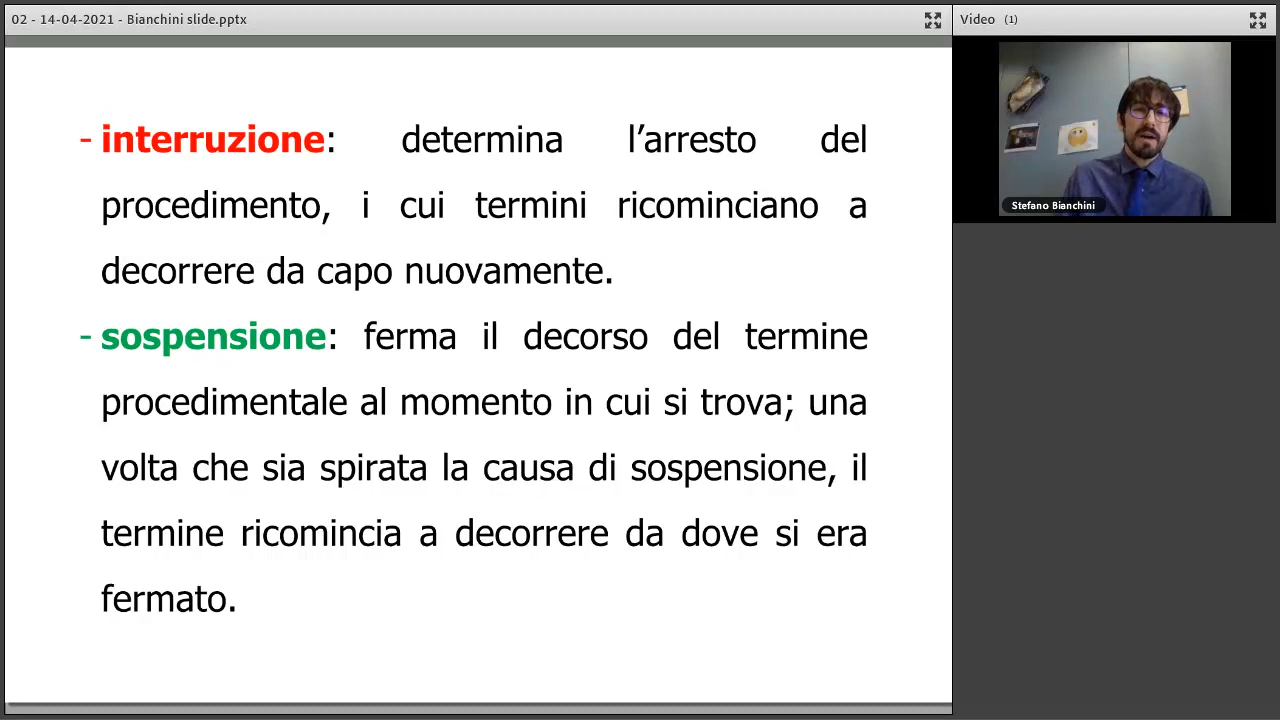 02 - 14-04-2021 - Bianchini slide.pptx
Video (1)
- interruzione: determina l’arresto del
procedimento, i cui termini ricominciano a
decorrere da capo nuovamente.
- sospensione: ferma il decorso del termine
procedimentale al momento in cui si trova; una
volta che sia spirata la causa di sospensione, il
termine ricomincia a decorrere da dove si era
fermato.
Stefano Bianchini